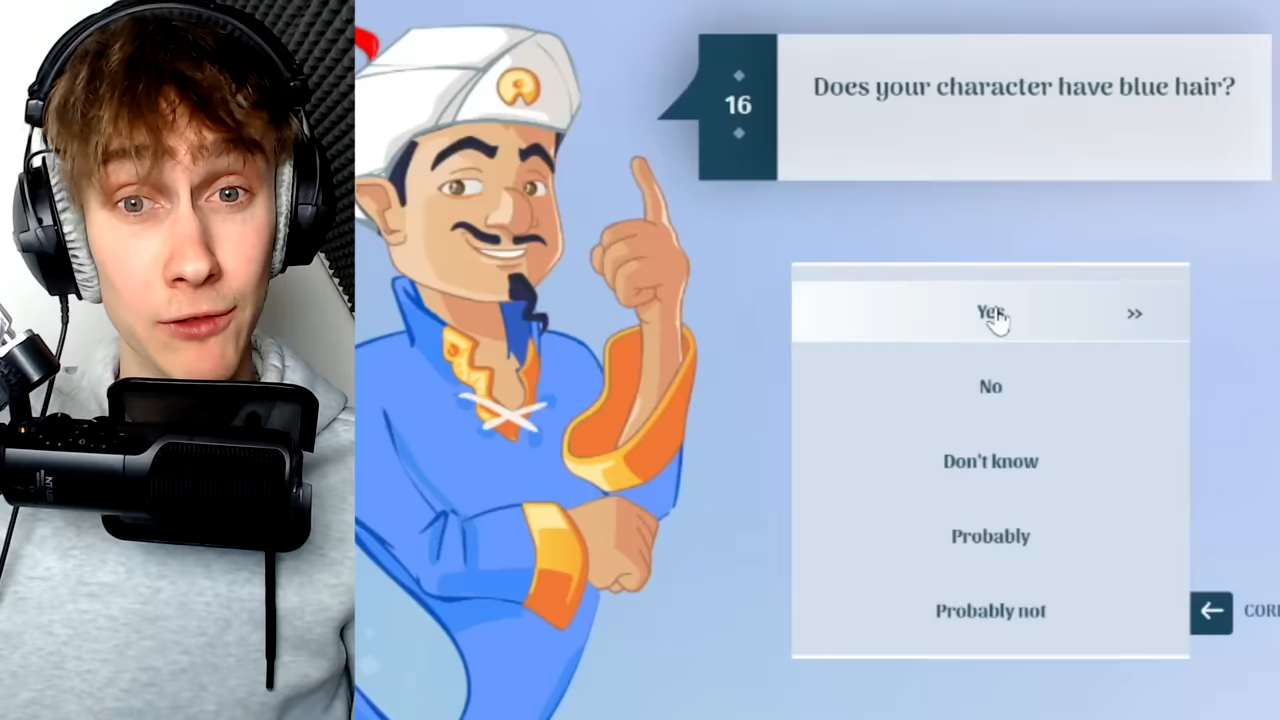 16
Does your character have blue hair?
Yes
No
Don't know
Probably
Probably not